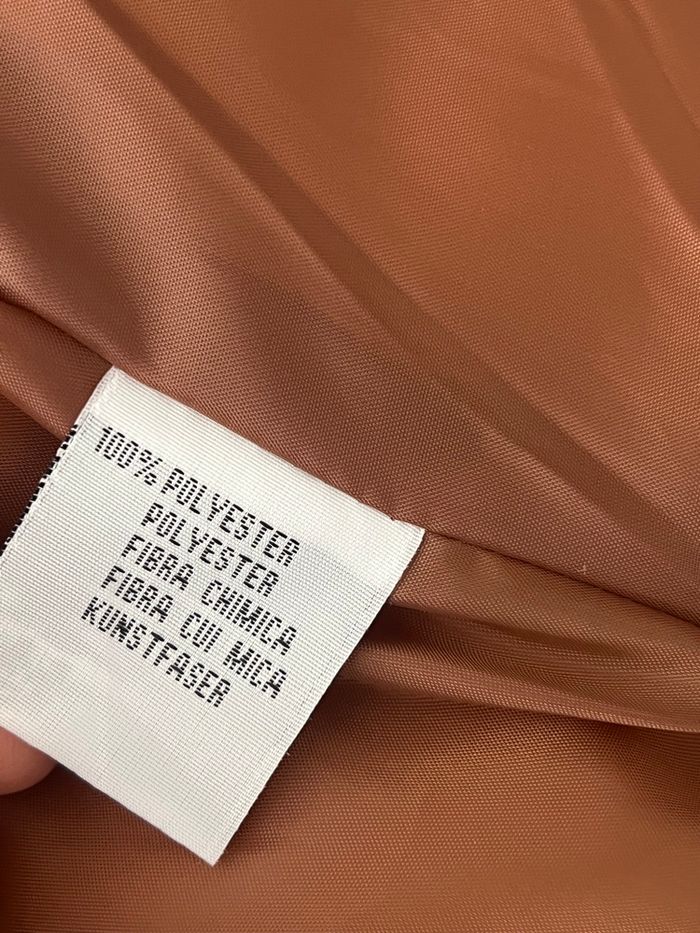 100% POLYESTER
POLYESTER
FIBRA CHIMICA
FIBRA CUI MICA
KUNSTFASER